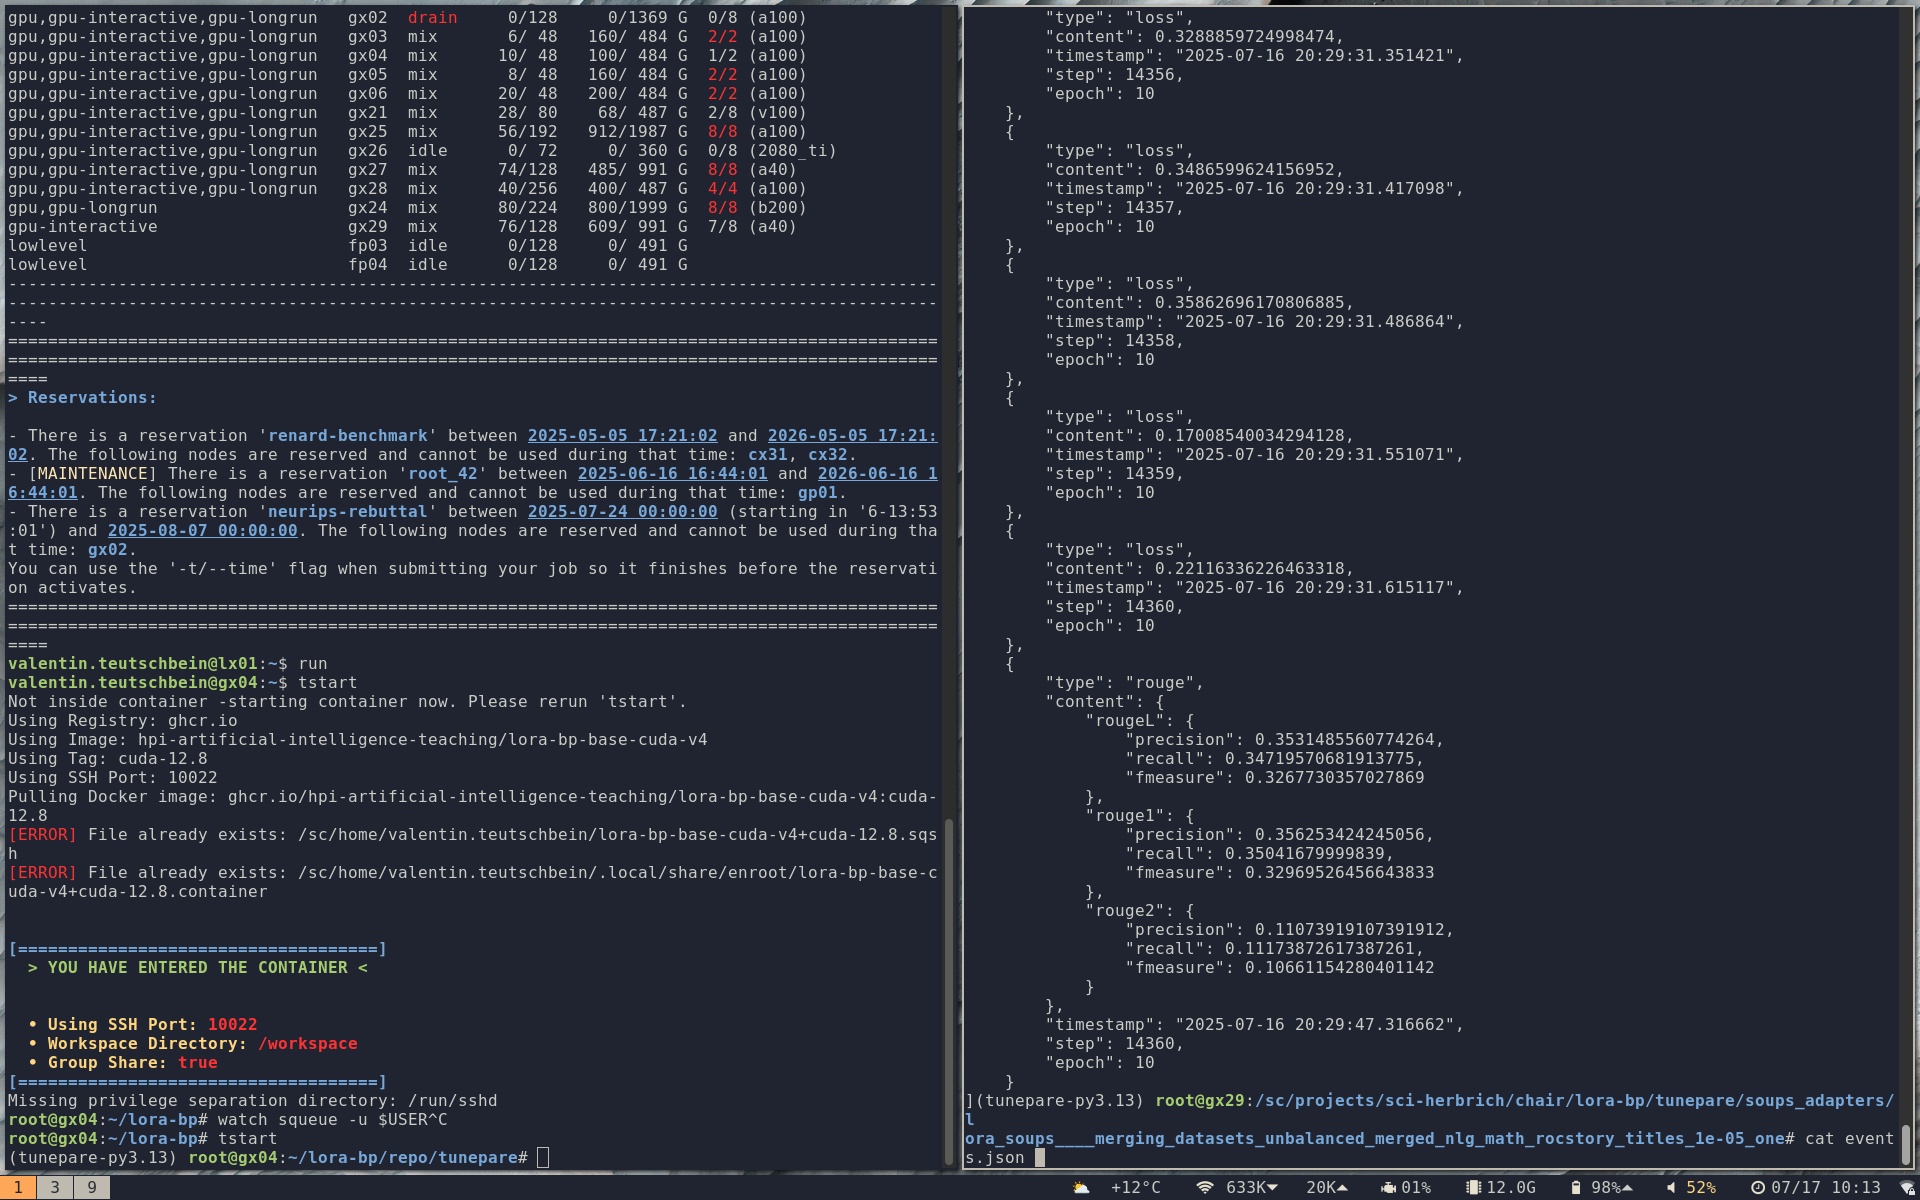 gpu,gpu-interactive,gpu-longrun   gx02  drain     0/128     0/1369 G  0/8 (a100)
gpu,gpu-interactive,gpu-longrun   gx03  mix       6/ 48   160/ 484 G  2/2 (a100)
gpu,gpu-interactive,gpu-longrun   gx04  mix      10/ 48   100/ 484 G  1/2 (a100)
gpu,gpu-interactive,gpu-longrun   gx05  mix       8/ 48   160/ 484 G  2/2 (a100)
gpu,gpu-interactive,gpu-longrun   gx06  mix      20/ 48   200/ 484 G  2/2 (a100)
gpu,gpu-interactive,gpu-longrun   gx21  mix      28/ 80    68/ 487 G  2/8 (v100)
gpu,gpu-interactive,gpu-longrun   gx25  mix      56/192   912/1987 G  8/8 (a100)
gpu,gpu-interactive,gpu-longrun   gx26  idle      0/ 72     0/ 360 G  0/8 (2080_ti)
gpu,gpu-interactive,gpu-longrun   gx27  mix      74/128   485/ 991 G  8/8 (a40)
gpu,gpu-interactive,gpu-longrun   gx28  mix      40/256   400/ 487 G  4/4 (a100)
gpu,gpu-longrun                   gx24  mix      80/224   800/1999 G  8/8 (b200)
gpu-interactive                   gx29  mix      76/128   609/ 991 G  7/8 (a40)
lowlevel                          fp03  idle      0/128     0/ 491 G
lowlevel                          fp04  idle      0/128     0/ 491 G
---------------------------------------------------------------------------------------------
---------------------------------------------------------------------------------------------
----
=============================================================================================
=============================================================================================
====
> Reservations:
- There is a reservation 'renard-benchmark' between 2025-05-05 17:21:02 and 2026-05-05 17:21:
02. The following nodes are reserved and cannot be used during that time: cx31, cx32.
- [MAINTENANCE] There is a reservation 'root_42' between 2025-06-16 16:44:01 and 2026-06-16 1
6:44:01. The following nodes are reserved and cannot be used during that time: gp01.
- There is a reservation 'neurips-rebuttal' between 2025-07-24 00:00:00 (starting in '6-13:53
:01') and 2025-08-07 00:00:00. The following nodes are reserved and cannot be used during tha
t time: gx02.
You can use the '-t/--time' flag when submitting your job so it finishes before the reservati
on activates.
=============================================================================================
=============================================================================================
====
valentin.teutschbein@lx01:~$ run
valentin.teutschbein@gx04:~$ tstart
Not inside container -starting container now. Please rerun 'tstart'.
Using Registry: ghcr.io
Using Image: hpi-artificial-intelligence-teaching/lora-bp-base-cuda-v4
Using Tag: cuda-12.8
Using SSH Port: 10022
Pulling Docker image: ghcr.io/hpi-artificial-intelligence-teaching/lora-bp-base-cuda-v4:cuda-
12.8
[ERROR] File already exists: /sc/home/valentin.teutschbein/lora-bp-base-cuda-v4+cuda-12.8.sqs
h
[ERROR] File already exists: /sc/home/valentin.teutschbein/.local/share/enroot/lora-bp-base-c
uda-v4+cuda-12.8.container
[====================================]
> YOU HAVE ENTERED THE CONTAINER <
• Using SSH Port: 10022
• Workspace Directory: /workspace
• Group Share: true
[====================================]
Missing privilege separation directory: /run/sshd
root@gx04:~/lora-bp# watch squeue -u $USER^C
root@gx04:~/lora-bp# tstart
(tunepare-py3.13) root@gx04:~/lora-bp/repo/tunepare#
"type": "loss",
"content": 0.3288859724998474,
"timestamp": "2025-07-16 20:29:31.351421",
"step": 14356,
"epoch": 10
},
{
"type": "loss",
"content": 0.3486599624156952,
"timestamp": "2025-07-16 20:29:31.417098",
"step": 14357,
"epoch": 10
},
{
"type": "loss",
"content": 0.35862696170806885,
"timestamp": "2025-07-16 20:29:31.486864",
"step": 14358,
"epoch": 10
},
{
"type": "loss",
"content": 0.17008540034294128,
"timestamp": "2025-07-16 20:29:31.551071",
"step": 14359,
"epoch": 10
},
{
"type": "loss",
"content": 0.22116336226463318,
"timestamp": "2025-07-16 20:29:31.615117",
"step": 14360,
"epoch": 10
},
{
"type": "rouge",
"content": {
"rougeL": {
"precision": 0.3531485560774264,
"recall": 0.34719570681913775,
"fmeasure": 0.3267730357027869
},
"rouge1": {
"precision": 0.356253424245056,
"recall": 0.35041679999839,
"fmeasure": 0.32969526456643833
},
"rouge2": {
"precision": 0.11073919107391912,
"recall": 0.11173872617387261,
"fmeasure": 0.10661154280401142
}
},
"timestamp": "2025-07-16 20:29:47.316662",
"step": 14360,
"epoch": 10
}
](tunepare-py3.13) root@gx29:/sc/projects/sci-herbrich/chair/lora-bp/tunepare/soups_adapters/
l
ora_soups____merging_datasets_unbalanced_merged_nlg_math_rocstory_titles_1e-05_one# cat event
s.json
1 3 9 +12°C 633K 20K 01% 12.0G 98% 52% 07/17 10:13